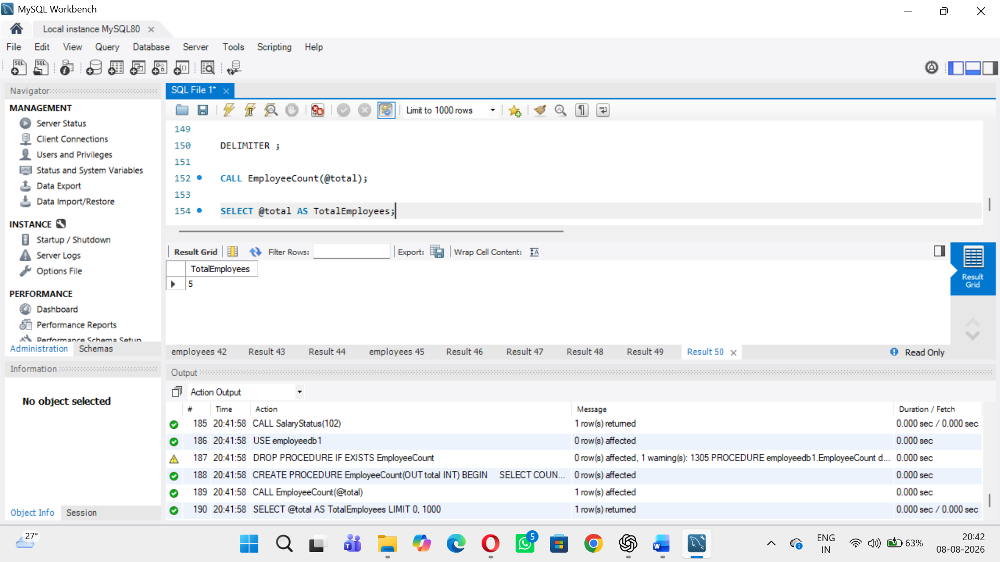 MySQL Workbench
Local instance MySQL80
File Edit View Query Database Server Tools Scripting Help
Navigator
MANAGEMENT
Server Status
Client Connections
Users and Privileges
Status and System Variables
Data Export
Data Import/Restore
INSTANCE
Startup / Shutdown
Server Logs
Options File
PERFORMANCE
Dashboard
Performance Reports
Performance Schema Setup
Administration Schemas
Information
No object selected
Object Info Session
SQL File 1*
Limit to 1000 rows
149
150 DELIMITER ;
151
152 CALL EmployeeCount(@total);
153
154 SELECT @total AS TotalEmployees;
Result Grid Filter Rows: Export: Wrap Cell Content:
TotalEmployees
5
Result
Grid
employees 42 Result 43 Result 44 employees 45 Result 46 Result 47 Result 48 Result 49 Result 50 Read Only
Output
Action Output
# Time Action Message Duration / Fetch
185 20:41:58 CALL SalaryStatus(102) 1 row(s) returned 0.000 sec / 0.000 sec
186 20:41:58 USE employeedb1 0 row(s) affected 0.000 sec
187 20:41:58 DROP PROCEDURE IF EXISTS EmployeeCount 0 row(s) affected, 1 warning(s): 1305 PROCEDURE employeedb1.EmployeeCount d... 0.000 sec
188 20:41:58 CREATE PROCEDURE EmployeeCount(OUT total INT) BEGIN SELECT COUN... 0 row(s) affected 0.000 sec
189 20:41:58 CALL EmployeeCount(@total) 1 row(s) affected 0.000 sec
190 20:41:58 SELECT @total AS TotalEmployees LIMIT 0, 1000 1 row(s) returned 0.000 sec / 0.000 sec
27°
5
ENG
IN
63%
20:42
08-08-2026